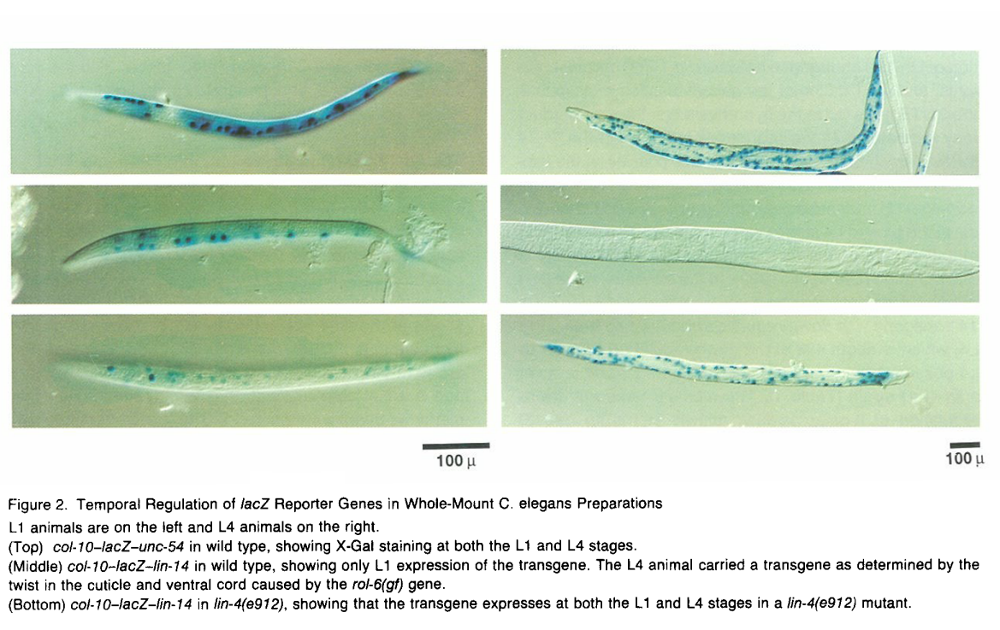 100 μ
100 μ
Figure 2. Temporal Regulation of lacZ Reporter Genes in Whole-Mount C. elegans Preparations
L1 animals are on the left and L4 animals on the right.
(Top) col-10–lacZ–unc-54 in wild type, showing X-Gal staining at both the L1 and L4 stages.
(Middle) col-10–lacZ–lin-14 in wild type, showing only L1 expression of the transgene. The L4 animal carried a transgene as determined by the
twist in the cuticle and ventral cord caused by the rol-6(gf) gene.
(Bottom) col-10–lacZ–lin-14 in lin-4(e912), showing that the transgene expresses at both the L1 and L4 stages in a lin-4(e912) mutant.